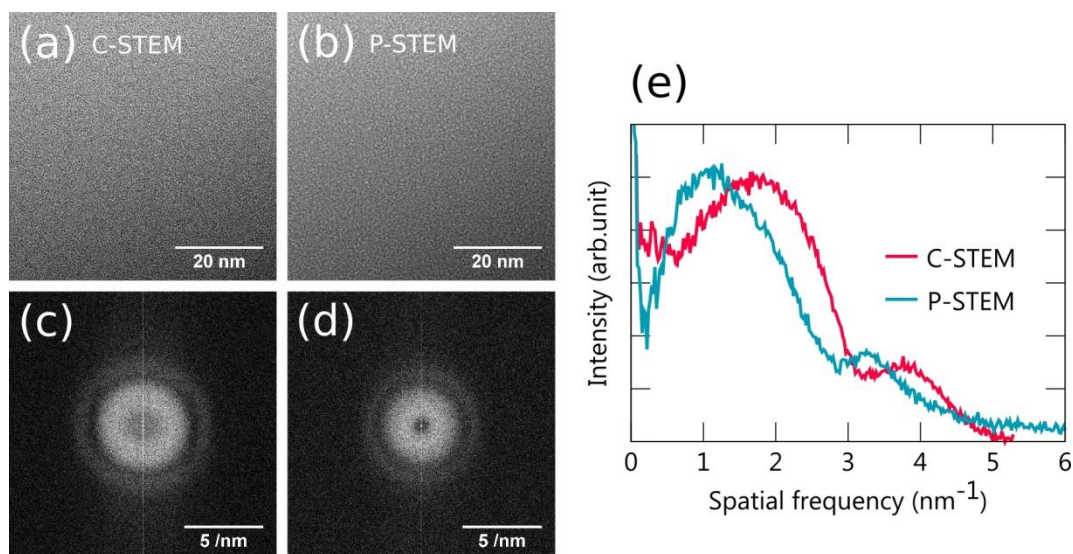 (a) C-STEM
20 nm
(b) P-STEM
20 nm
(c)
5 /nm
(d)
5 /nm
(e)
Intensity (arb.unit)
C-STEM
P-STEM
0 1 2 3 4 5 6
Spatial frequency (nm⁻¹)